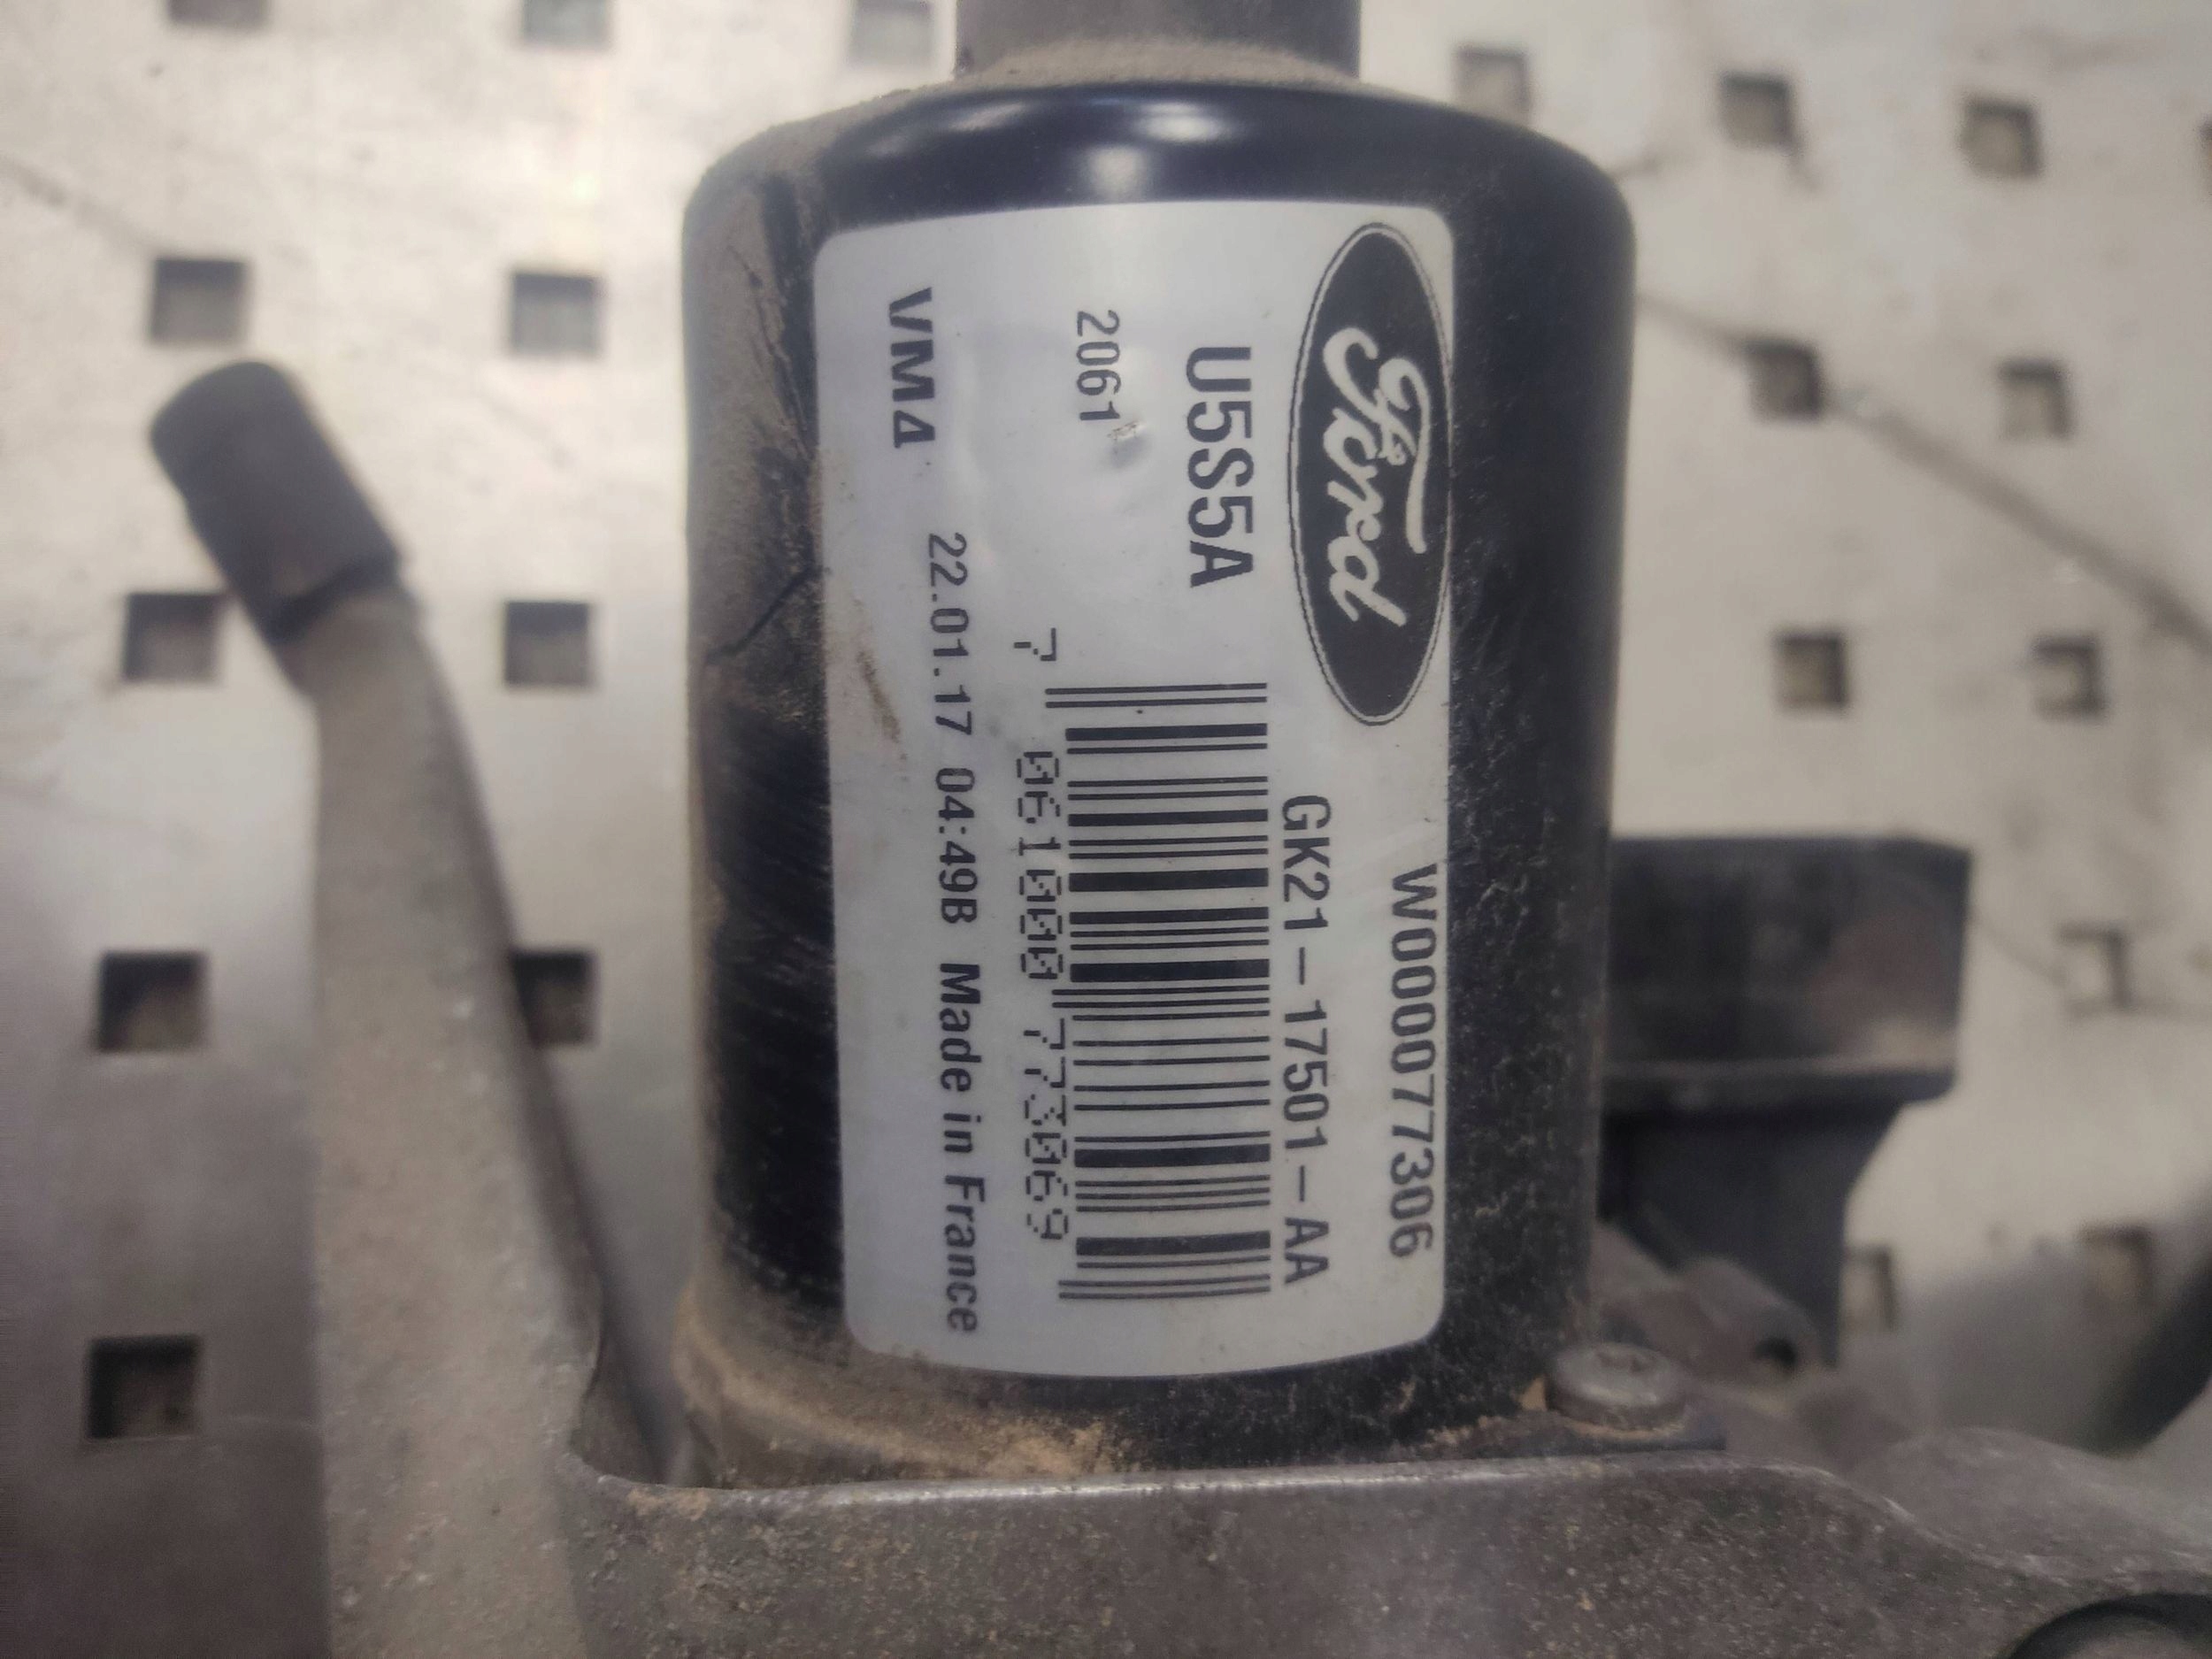 Ford
W000077306
GK21-17501-AA
U5S5A
2061
7 061000 773069
22.01.17 04:49B Made in France
VM4